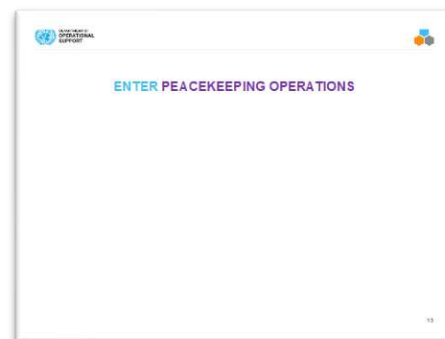 DEPARTMENT OF
OPERATIONAL
SUPPORT
ENTER PEACEKEEPING OPERATIONS
13